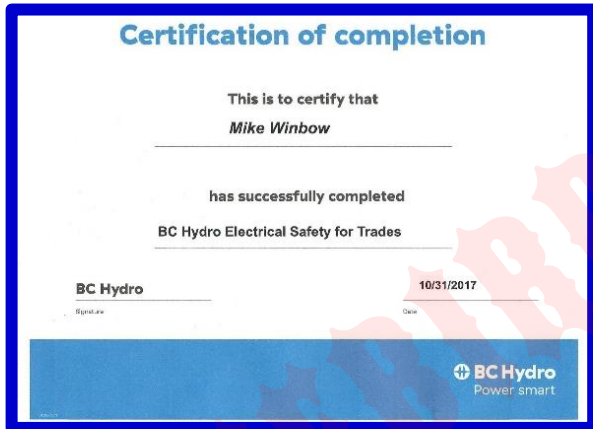 Certification of completion
This is to certify that
Mike Winbow
has successfully completed
BC Hydro Electrical Safety for Trades
BC Hydro
10/31/2017
Signature
Date
BC Hydro
Power smart